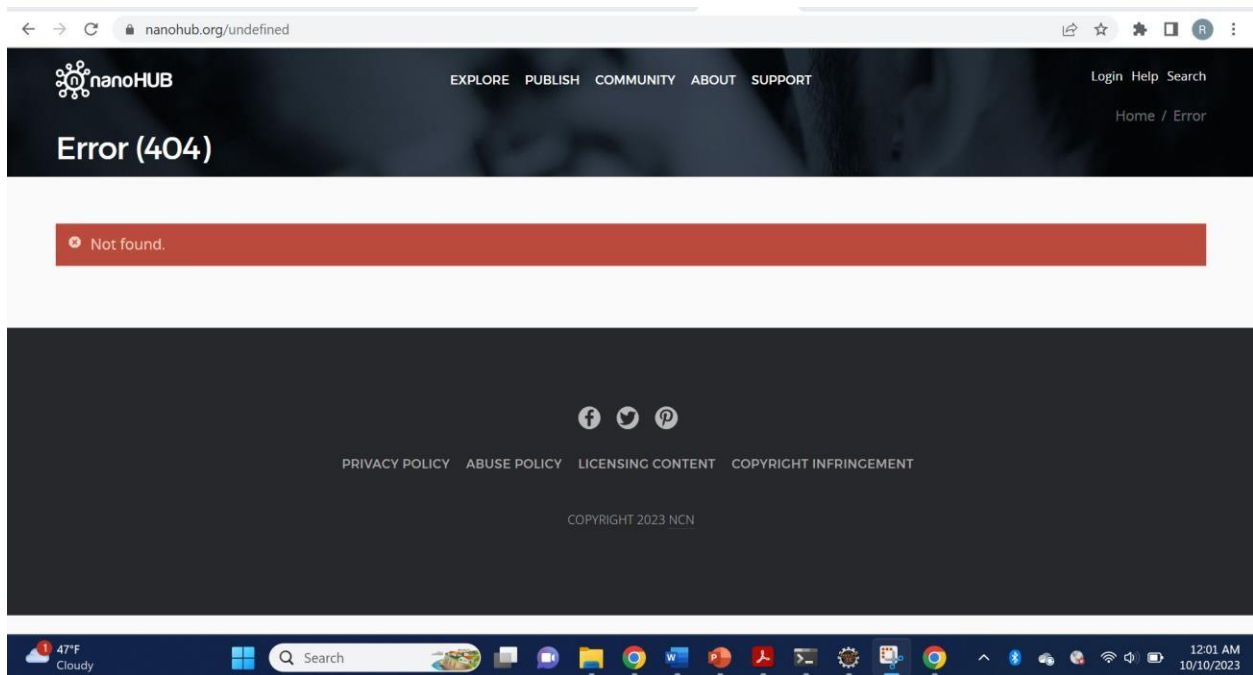 nanohub.org/undefined
R
nanoHUB
EXPLORE PUBLISH COMMUNITY ABOUT SUPPORT
Login Help Search
Home / Error
Error (404)
Not found.
PRIVACY POLICY ABUSE POLICY LICENSING CONTENT COPYRIGHT INFRINGEMENT
COPYRIGHT 2023 NCN
1
47°F
Cloudy
Search
12:01 AM
10/10/2023